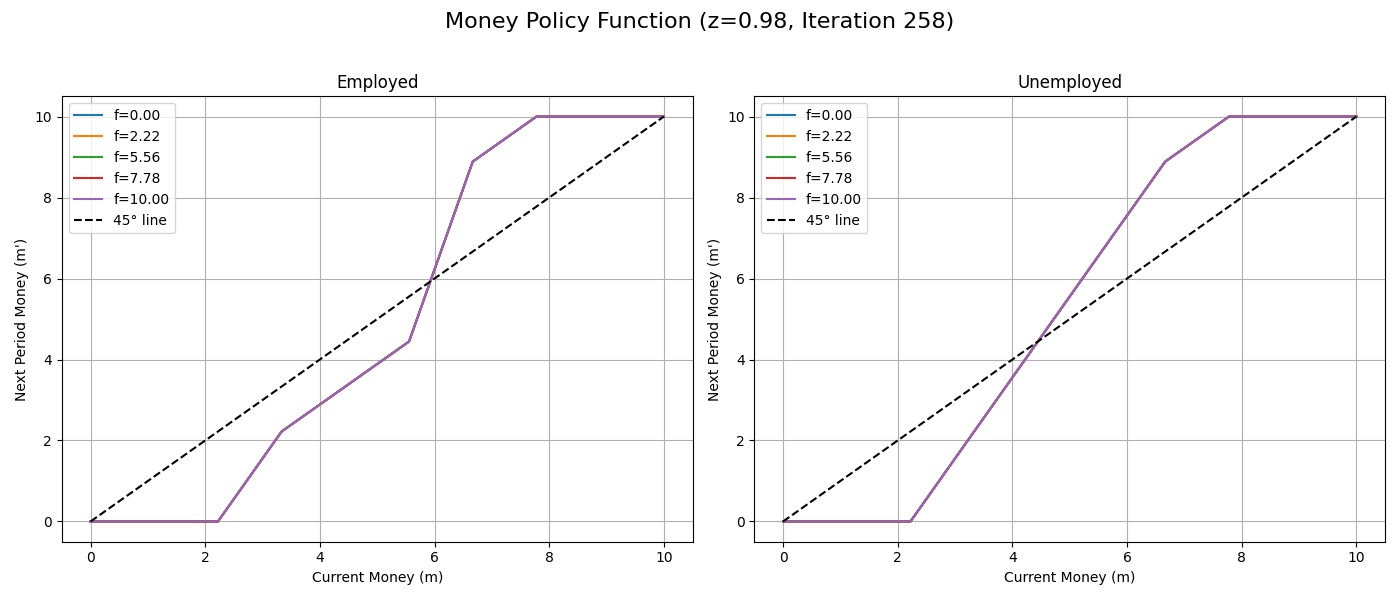 Money Policy Function (z=0.98, Iteration 258)
Employed
f=0.00
f=2.22
f=5.56
f=7.78
f=10.00
45° line
10
8
6
4
2
0
Next Period Money (m')
0 2 4 6 8 10
Current Money (m)
Unemployed
f=0.00
f=2.22
f=5.56
f=7.78
f=10.00
45° line
10
8
6
4
2
0
Next Period Money (m')
0 2 4 6 8 10
Current Money (m)